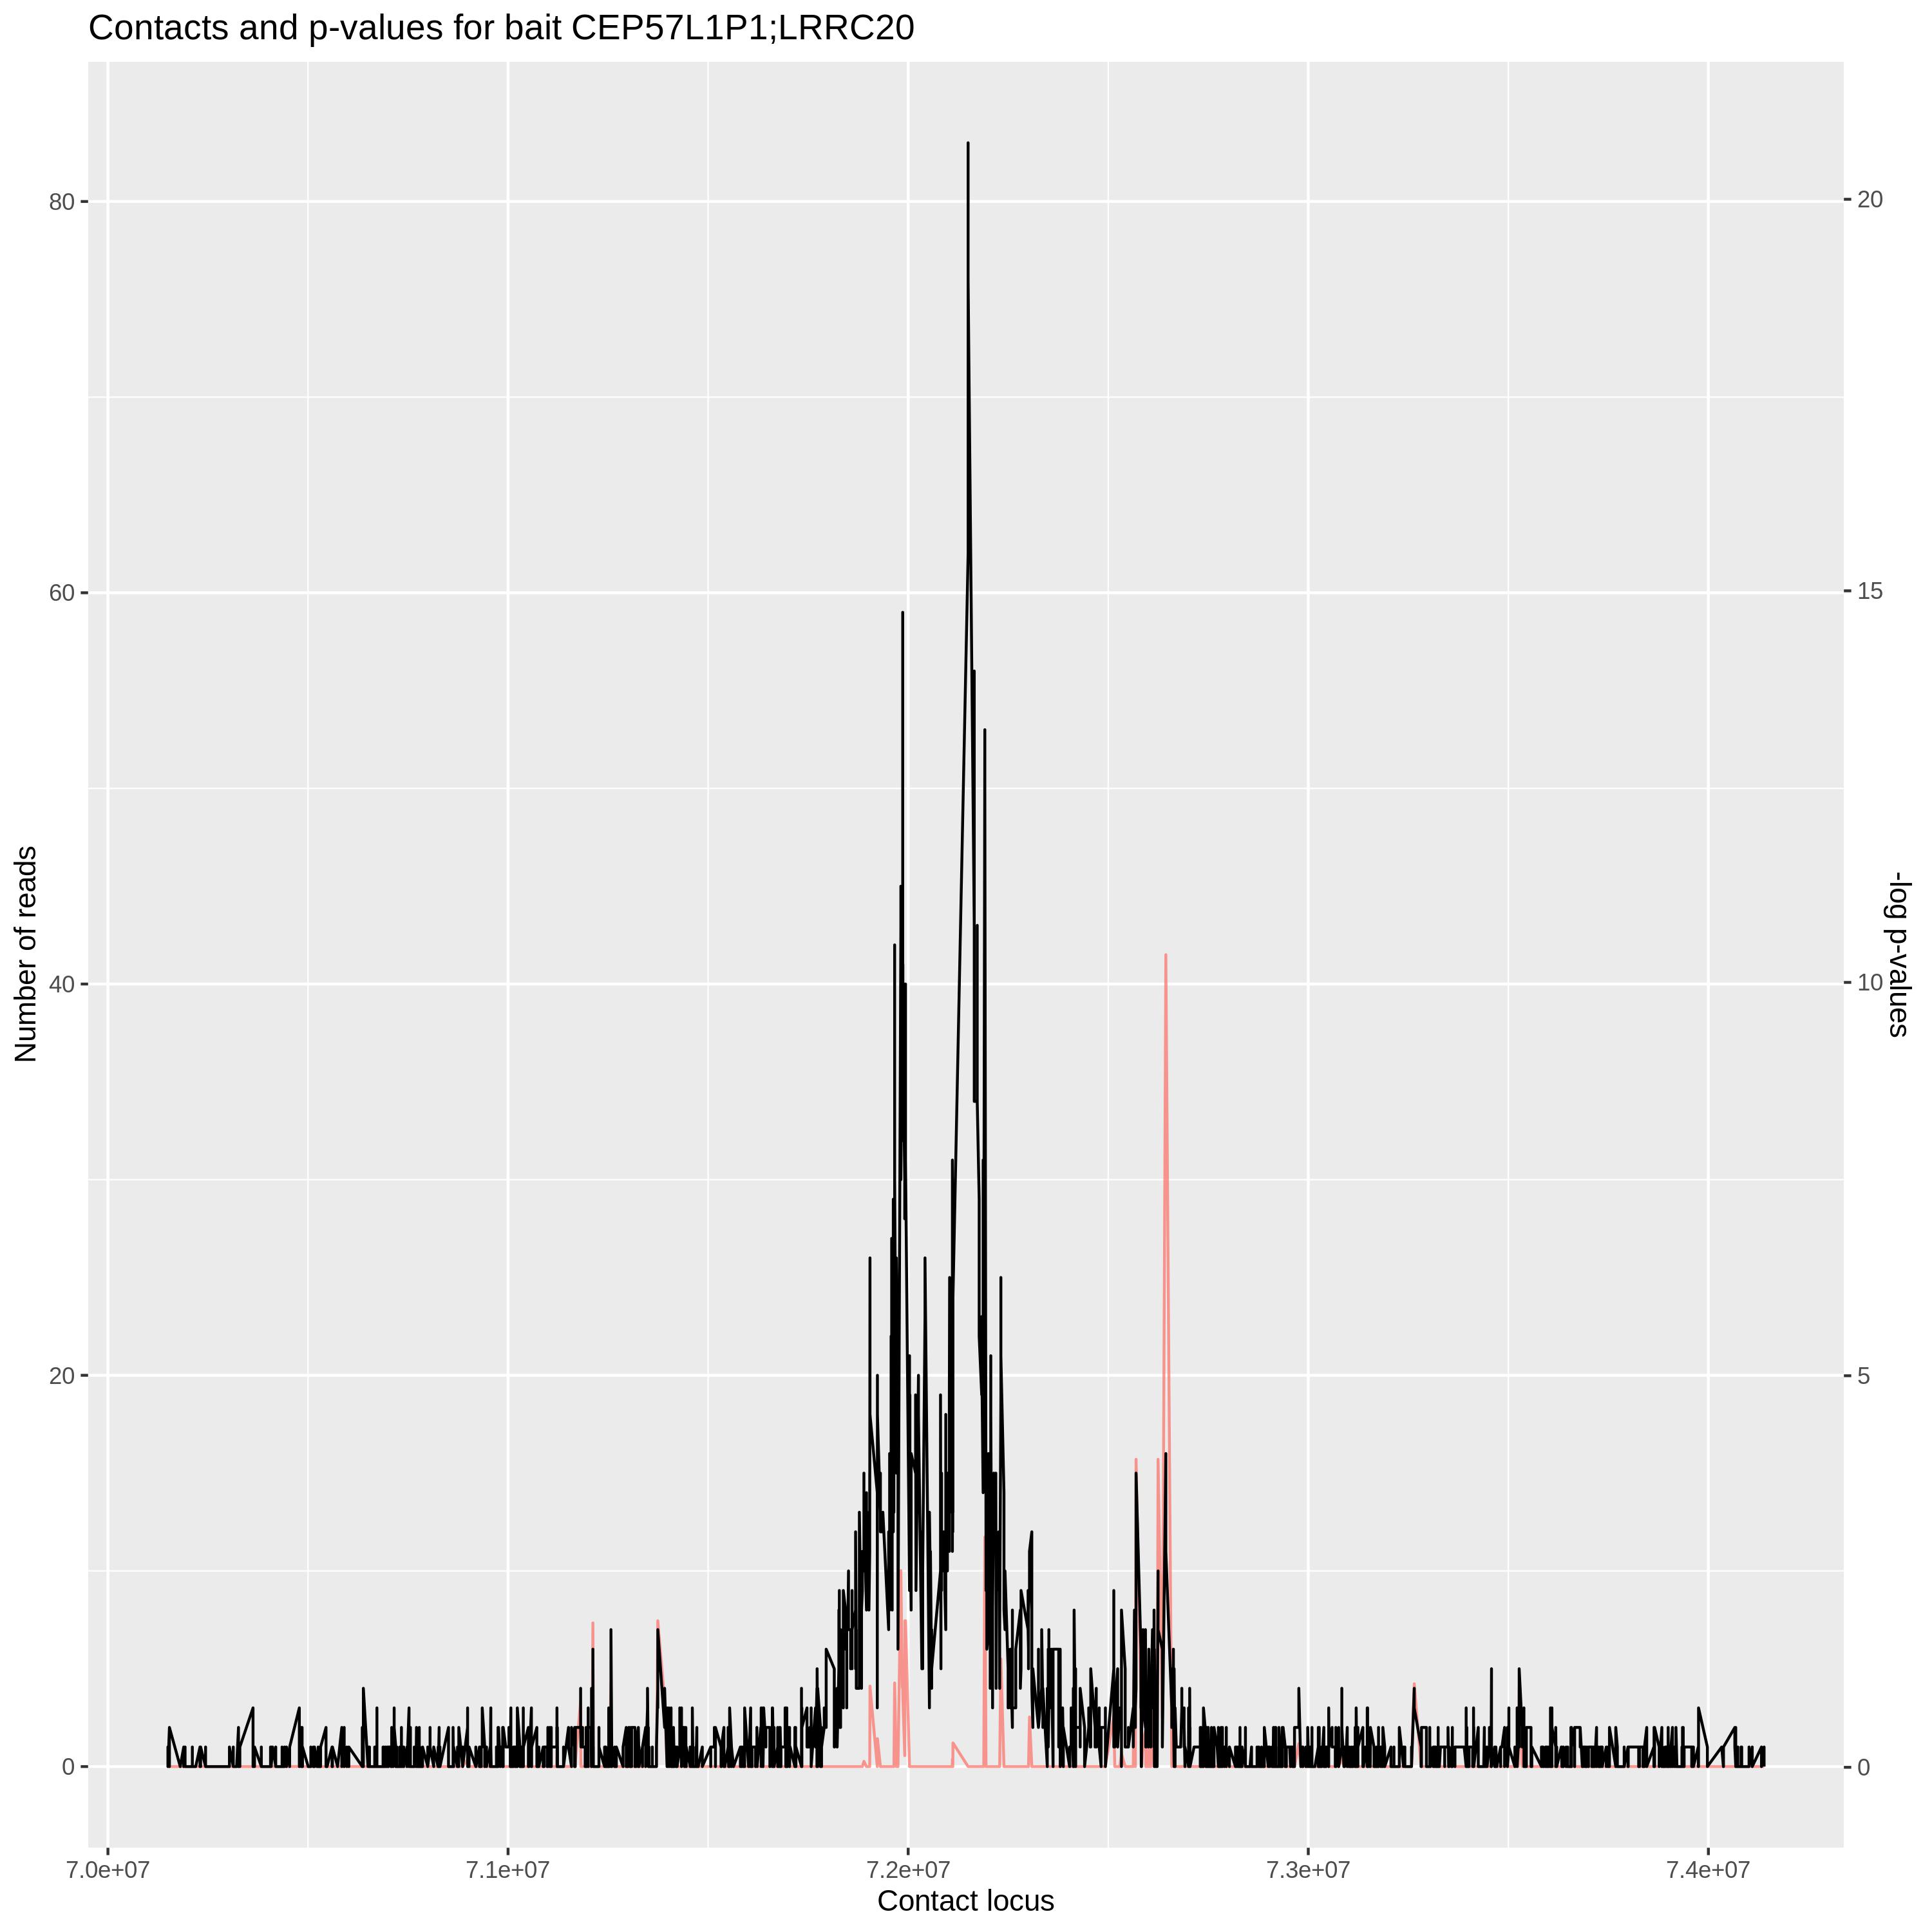 Contacts and p-values for bait CEP57L1P1;LRRC20
Number of reads
80
60
40
20
0
20
15
10
5
0
-log p-values
7.0e+07
7.1e+07
7.2e+07
7.3e+07
7.4e+07
Contact locus